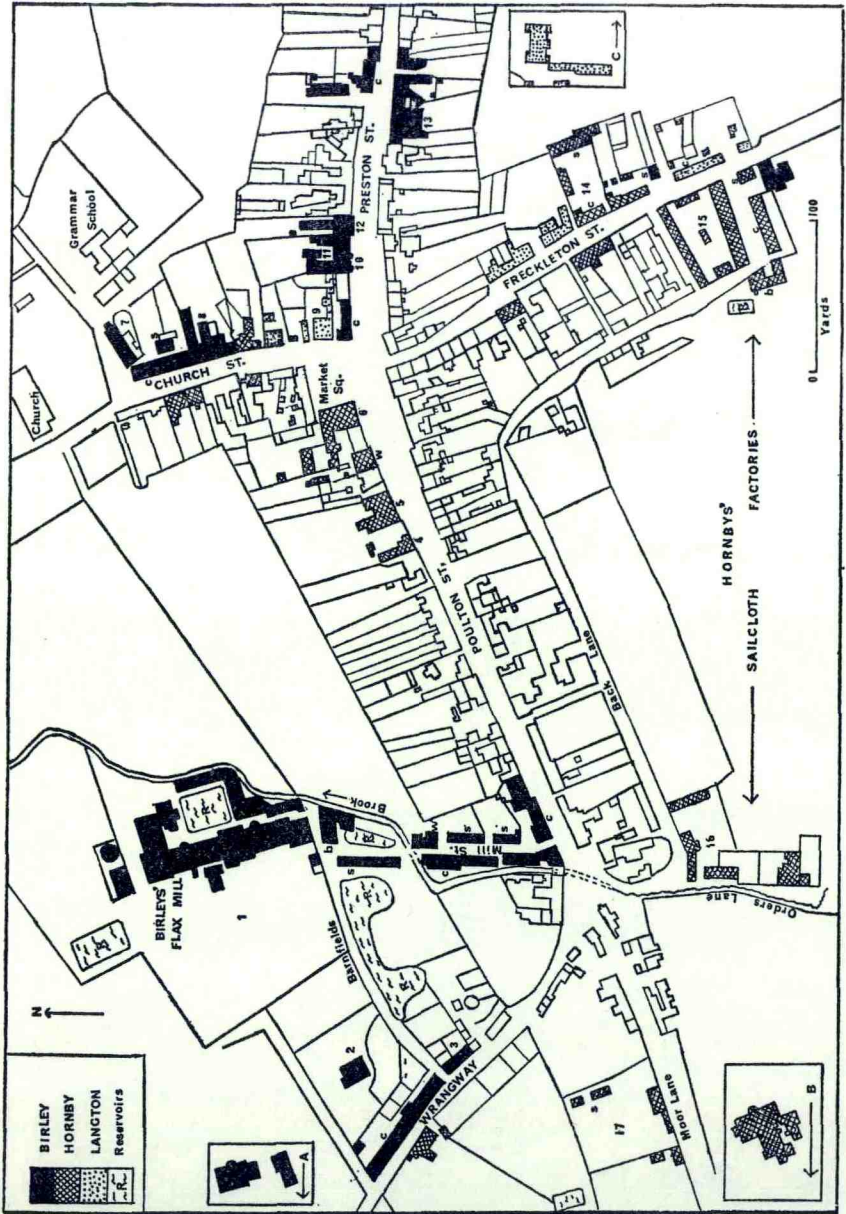 BIRLEY
HORNBY
LANGTON
Reservoirs
R
N
A
BIRLEYS'
FLAX MILL
R
R
1
2
3
Barnfields
WRANGWAY
c
b
s
c
R
R
Brook
Mill St.
w
s
s
c
Church
Grammar
School
CHURCH ST.
c
7
s
8
9
c
Market
Sq.
6
w
5
4
10
11
12
PRESTON ST.
c
13
C
POULTON ST.
Back Lane
FRECKLETON ST.
s
14
c
s
c
15
s
c
b
R
Moor Lane
17
s
B
Orders Lane
16
HORNBYS'
SAILCLOTH FACTORIES
0 100
Yards